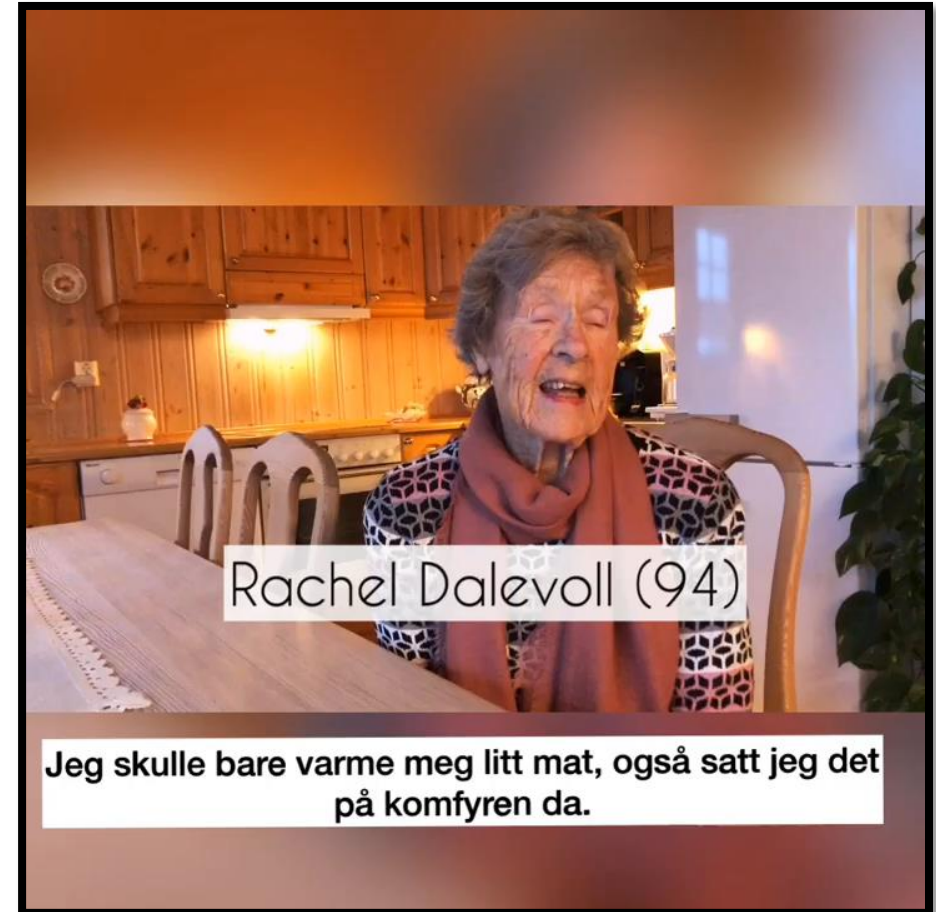 Rachel Dalevoll (94)
Jeg skulle bare varme meg litt mat, også satt jeg det
på komfyren da.